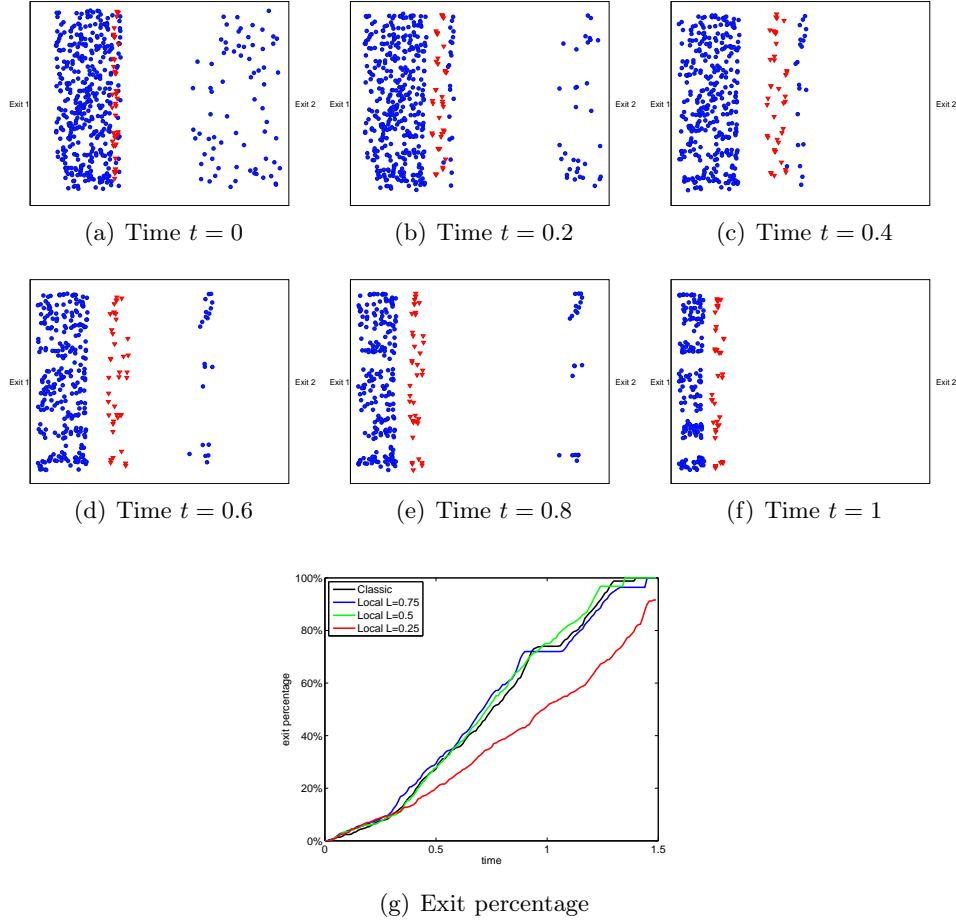 Exit 1
Exit 2
Exit 1
Exit 2
Exit 1
Exit 2
(a) Time t = 0
(b) Time t = 0.2
(c) Time t = 0.4
Exit 1
Exit 2
Exit 1
Exit 2
Exit 1
Exit 2
(d) Time t = 0.6
(e) Time t = 0.8
(f) Time t = 1
100%
80%
60%
40%
20%
0%
exit percentage
Classic
Local L=0.75
Local L=0.5
Local L=0.25
0
0.5
1
1.5
time
(g) Exit percentage